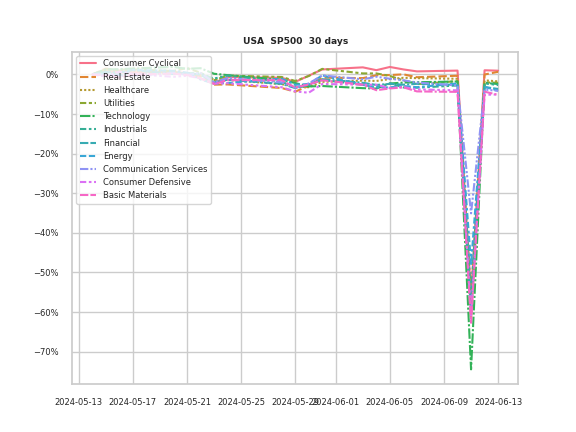 USA  SP500  30 days
Consumer Cyclical
Real Estate
Healthcare
Utilities
Technology
Industrials
Financial
Energy
Communication Services
Consumer Defensive
Basic Materials
0%
−10%
−20%
−30%
−40%
−50%
−60%
−70%
2024-05-13 2024-05-17 2024-05-21 2024-05-25 2024-05-29 2024-06-01 2024-06-05 2024-06-09 2024-06-13